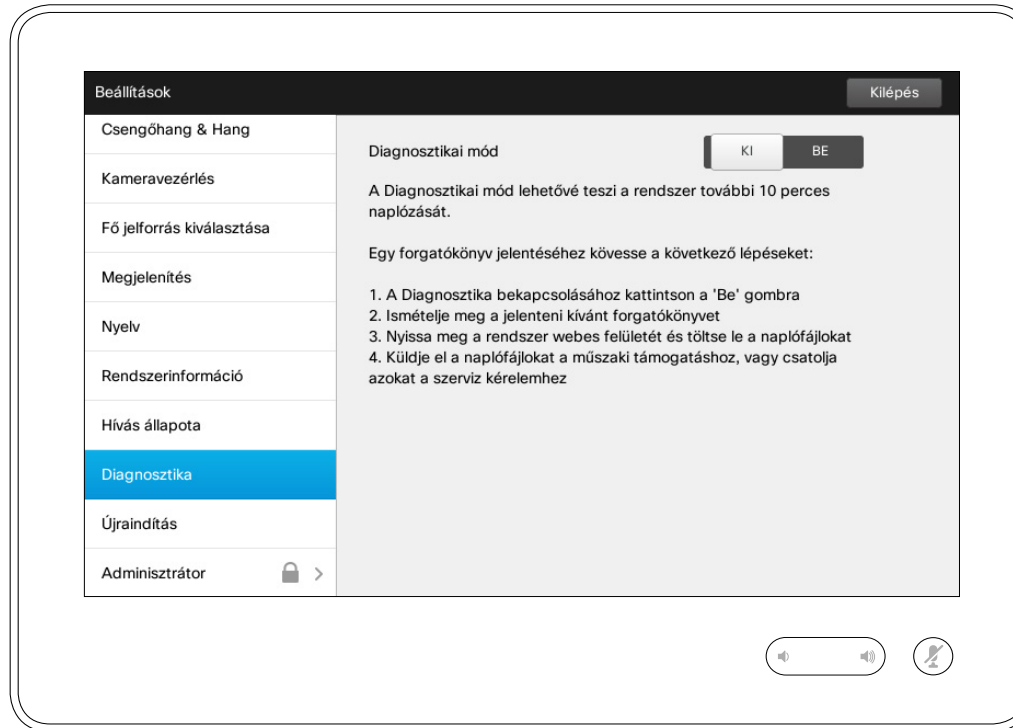 Beállítások
Kilépés
Csengőhang & Hang
Kameravezérlés
Fő jelforrás kiválasztása
Megjelenítés
Nyelv
Rendszerinformáció
Hívás állapota
Diagnosztika
Újraindítás
Adminisztrátor
Diagnosztikai mód
KI
BE
A Diagnosztikai mód lehetővé teszi a rendszer további 10 perces
naplózását.
Egy forgatókönyv jelentéséhez kövesse a következő lépéseket:
1. A Diagnosztika bekapcsolásához kattintson a 'Be' gombra
2. Ismételje meg a jelenteni kívánt forgatókönyvet
3. Nyissa meg a rendszer webes felületét és töltse le a naplófájlokat
4. Küldje el a naplófájlokat a műszaki támogatáshoz, vagy csatolja
azokat a szerviz kérelemhez